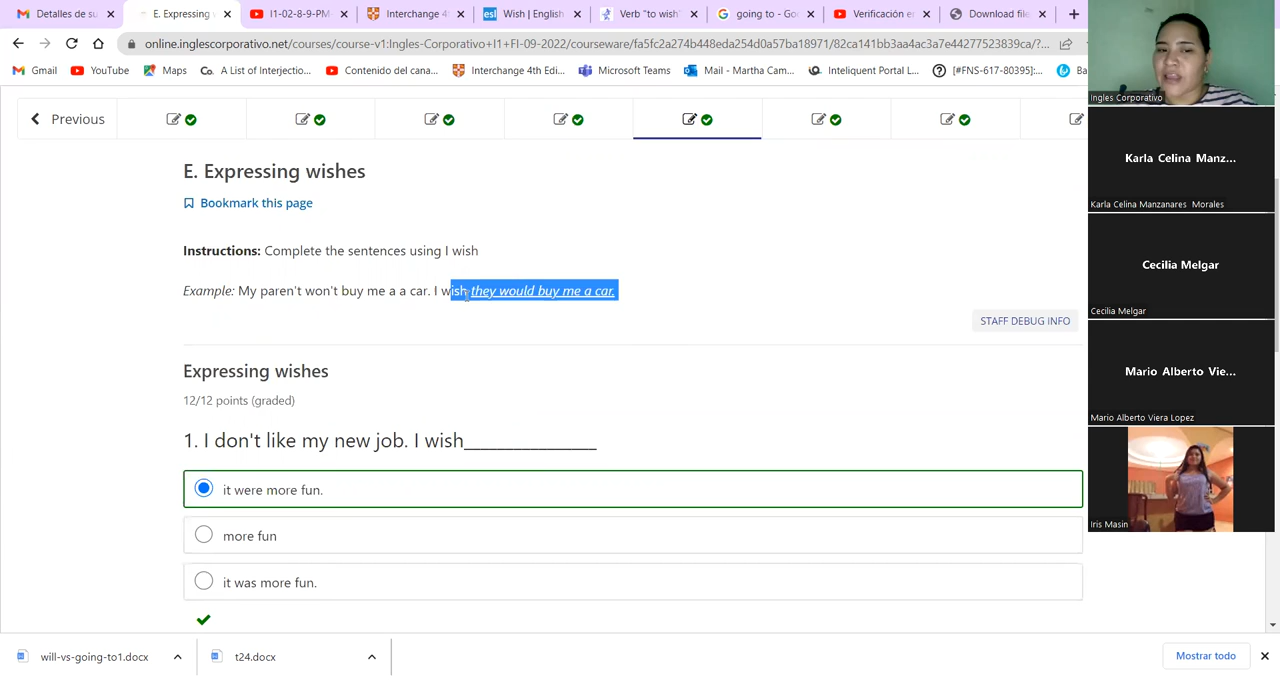 Detalles de su
Expressing
I1-02-8-9-PM-
Interchange 4
Wish | English
Verb "to wish"
going to - Go
Verificación e
Download file
online.inglescorporativo.net/courses/course-v1:Ingles-Corporativo+I1+FI-09-2022/courseware/fa5fc2a274b448eda254d0a57ba18971/82ca141bb3aa4c3a7e44277523839ca/?...
Gmail
YouTube
Maps
A List of Interjectio...
Contenido del cana...
Interchange 4th Edi...
Microsoft Teams
Mail - Martha Cam...
Inteliquent Portal L...
[#FNS-617-80395]:...
Ba
Previous
E. Expressing wishes
Bookmark this page
Instructions: Complete the sentences using I wish
Example: My paren't won't buy me a a car. I wish they would buy me a car.
STAFF DEBUG INFO
Expressing wishes
12/12 points (graded)
1. I don't like my new job. I wish_______________
it were more fun.
more fun
it was more fun.
will-vs-going-to1.docx
t24.docx
Mostrar todo
Ingles Corporativo
Karla Celina Manz...
Karla Celina Manzanares Morales
Cecilia Melgar
Cecilia Melgar
Mario Alberto Vie...
Mario Alberto Viera Lopez
Iris Masin